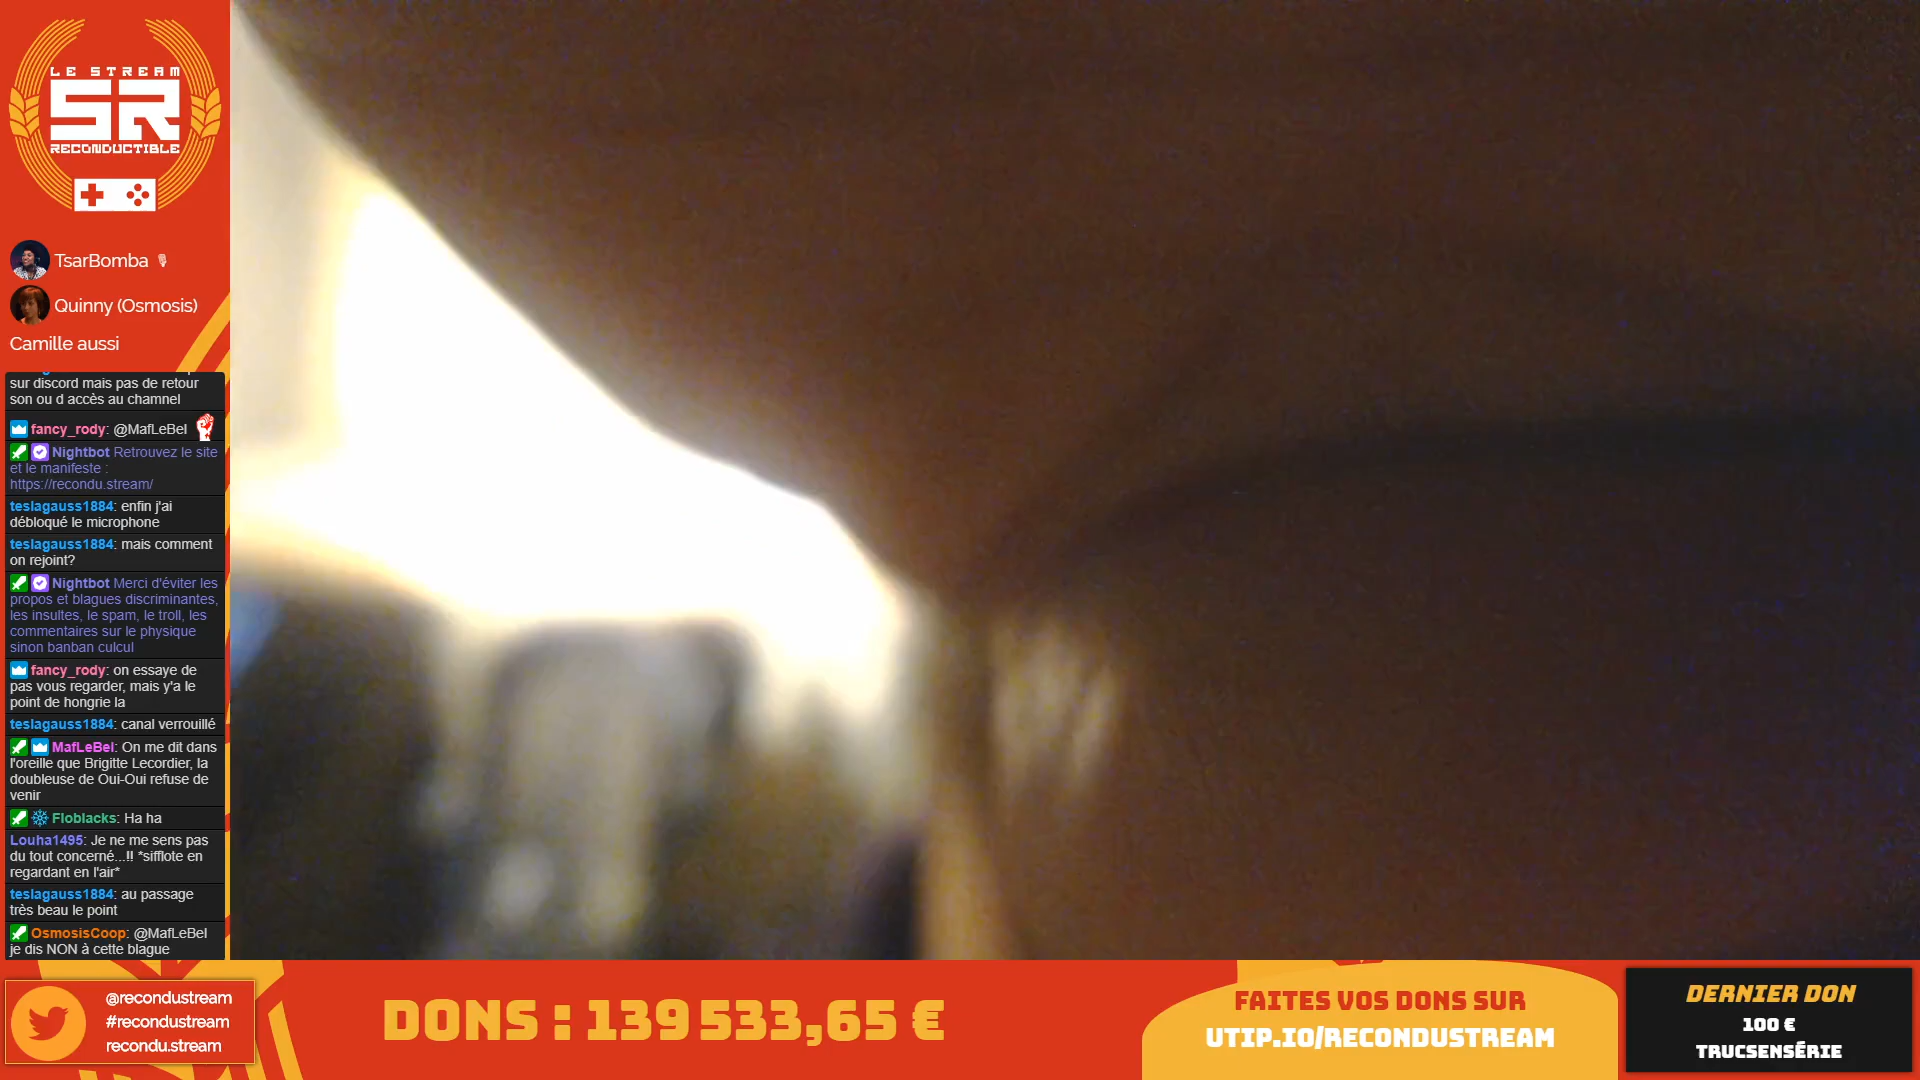 LE STREAM
SR
RECONDUCTIBLE
TsarBomba
Quinny (Osmosis)
Camille aussi
sur discord mais pas de retour
son ou d accès au chamnel
fancy_rody: @MafLeBel
Nightbot Retrouvez le site
et le manifeste :
https://recondu.stream/
teslagauss1884: enfin j'ai
débloqué le microphone
teslagauss1884: mais comment
on rejoint?
Nightbot Merci d'éviter les
propos et blagues discriminantes,
les insultes, le spam, le troll, les
commentaires sur le physique
sinon banban culcul
fancy_rody: on essaye de
pas vous regarder, mais y'a le
point de hongrie la
teslagauss1884: canal verrouillé
MafLeBel: On me dit dans
l'oreille que Brigitte Lecordier, la
doubleuse de Oui-Oui refuse de
venir
Floblacks: Ha ha
Louha1495: Je ne me sens pas
du tout concerné...!! *sifflote en
regardant en l'air*
teslagauss1884: au passage
très beau le point
OsmosisCoop: @MafLeBel
je dis NON à cette blague
@recondustream
#recondustream
recondu.stream
DONS : 139 533,65 €
FAITES VOS DONS SUR
UTIP.IO/RECONDUSTREAM
DERNIER DON
100 €
TRUCSENSÉRIE